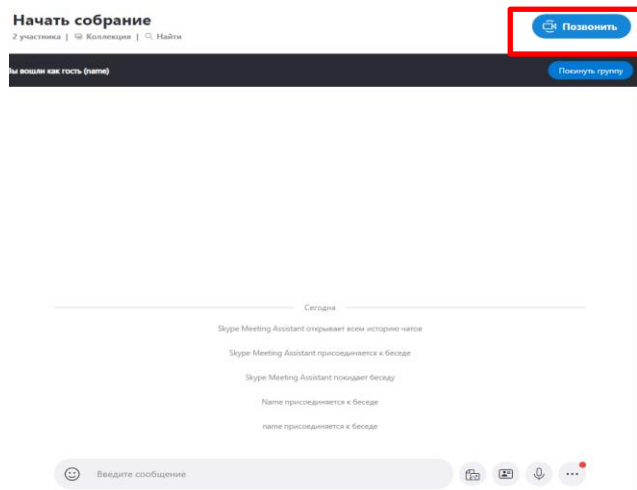 Начать собрание
Позвонить
2 участника | Коллекция | Найти
Вы вошли как гость (name)
Покинуть группу
Сегодня
Skype Meeting Assistant открывает всем историю чатов
Skype Meeting Assistant присоединяется к беседе
Skype Meeting Assistant покидает беседу
Name присоединяется к беседе
name присоединяется к беседе
Введите сообщение